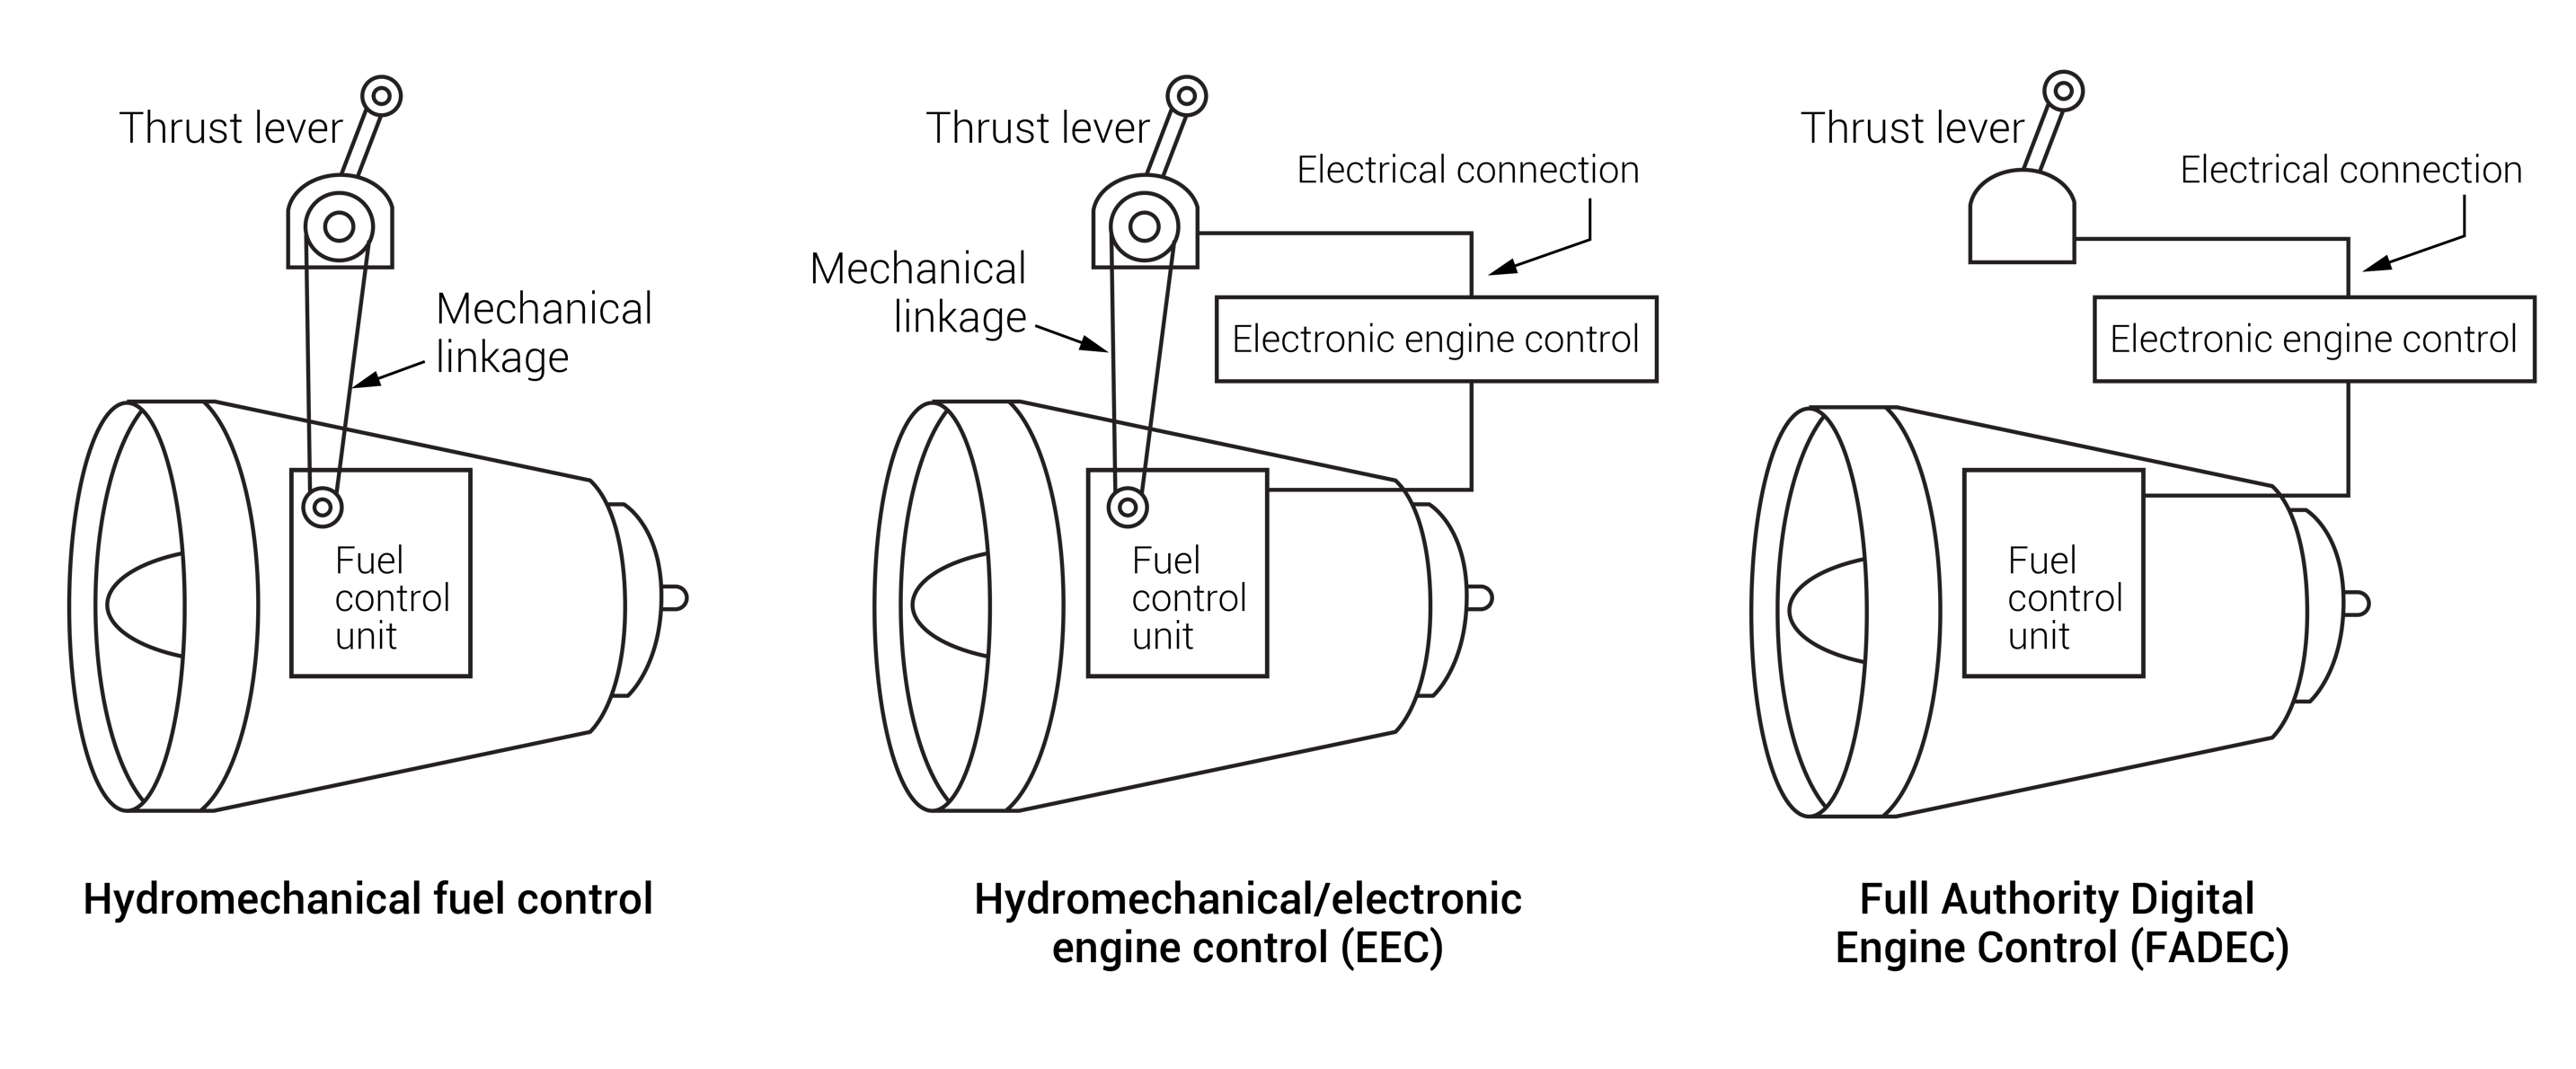 Thrust lever
Mechanical
linkage
Fuel
control
unit
Hydromechanical fuel control
Thrust lever
Electrical connection
Mechanical
linkage
Electronic engine control
Fuel
control
unit
Hydromechanical/electronic
engine control (EEC)
Thrust lever
Electrical connection
Electronic engine control
Fuel
control
unit
Full Authority Digital
Engine Control (FADEC)